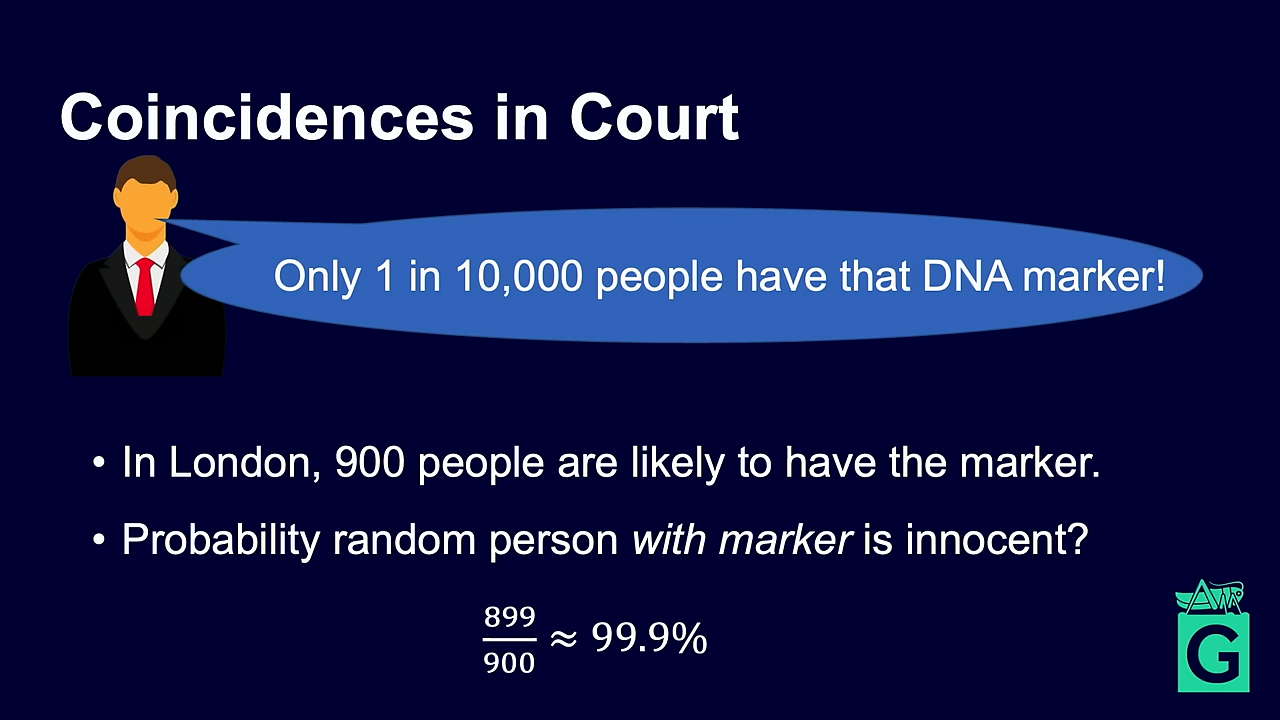 Coincidences in Court
Only 1 in 10,000 people have that DNA marker!
• In London, 900 people are likely to have the marker.
• Probability random person with marker is innocent?
899/900 ≈ 99.9%
G